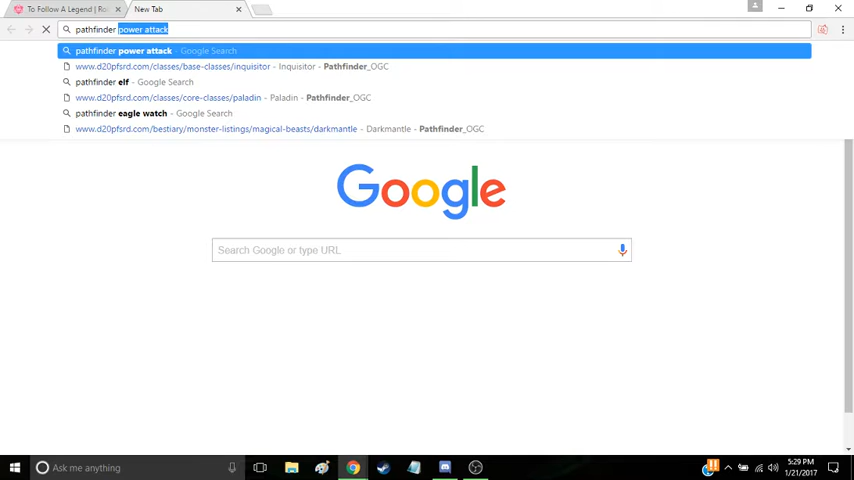 To Follow A Legend | Ro
New Tab
pathfinder power attack
pathfinder power attack - Google Search
www.d20pfsrd.com/classes/base-classes/inquisitor - Inquisitor - Pathfinder_OGC
pathfinder elf - Google Search
www.d20pfsrd.com/classes/core-classes/paladin - Paladin - Pathfinder_OGC
pathfinder eagle watch - Google Search
www.d20pfsrd.com/bestiary/monster-listings/magical-beasts/darkmantle - Darkmantle - Pathfinder_OGC
Google
Search Google or type URL
Ask me anything
5:29 PM
1/21/2017